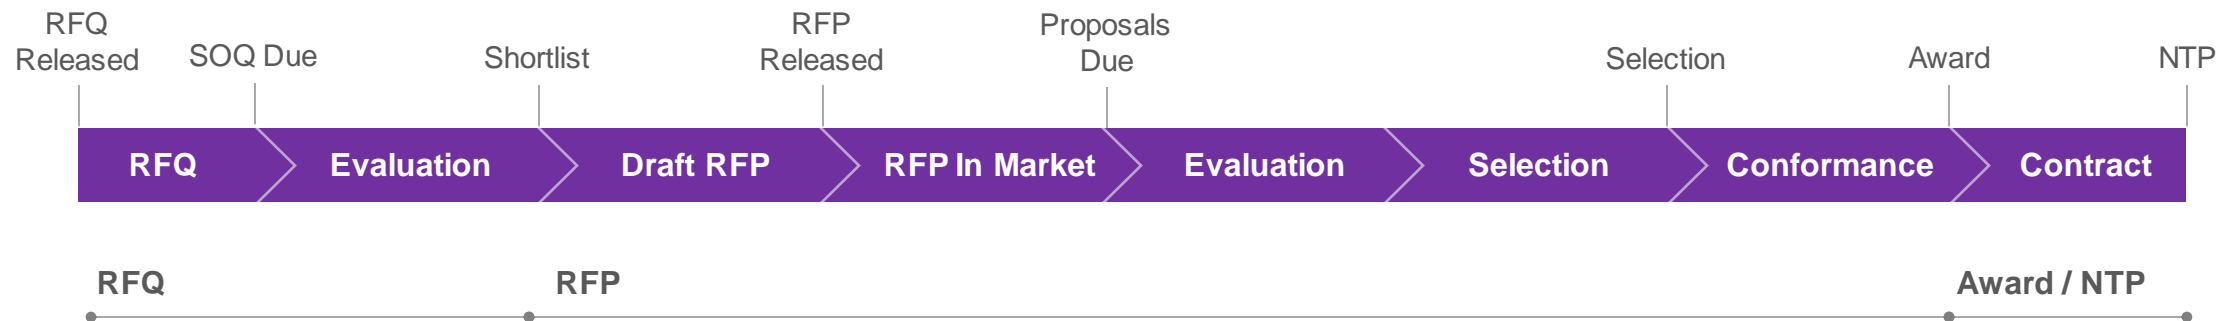 RFQ
Released
SOQ Due
Shortlist
RFP
Released
Proposals
Due
Selection
Award
NTP
RFQ
Evaluation
Draft RFP
RFP In Market
Evaluation
Selection
Conformance
Contract
RFQ
RFP
Award / NTP